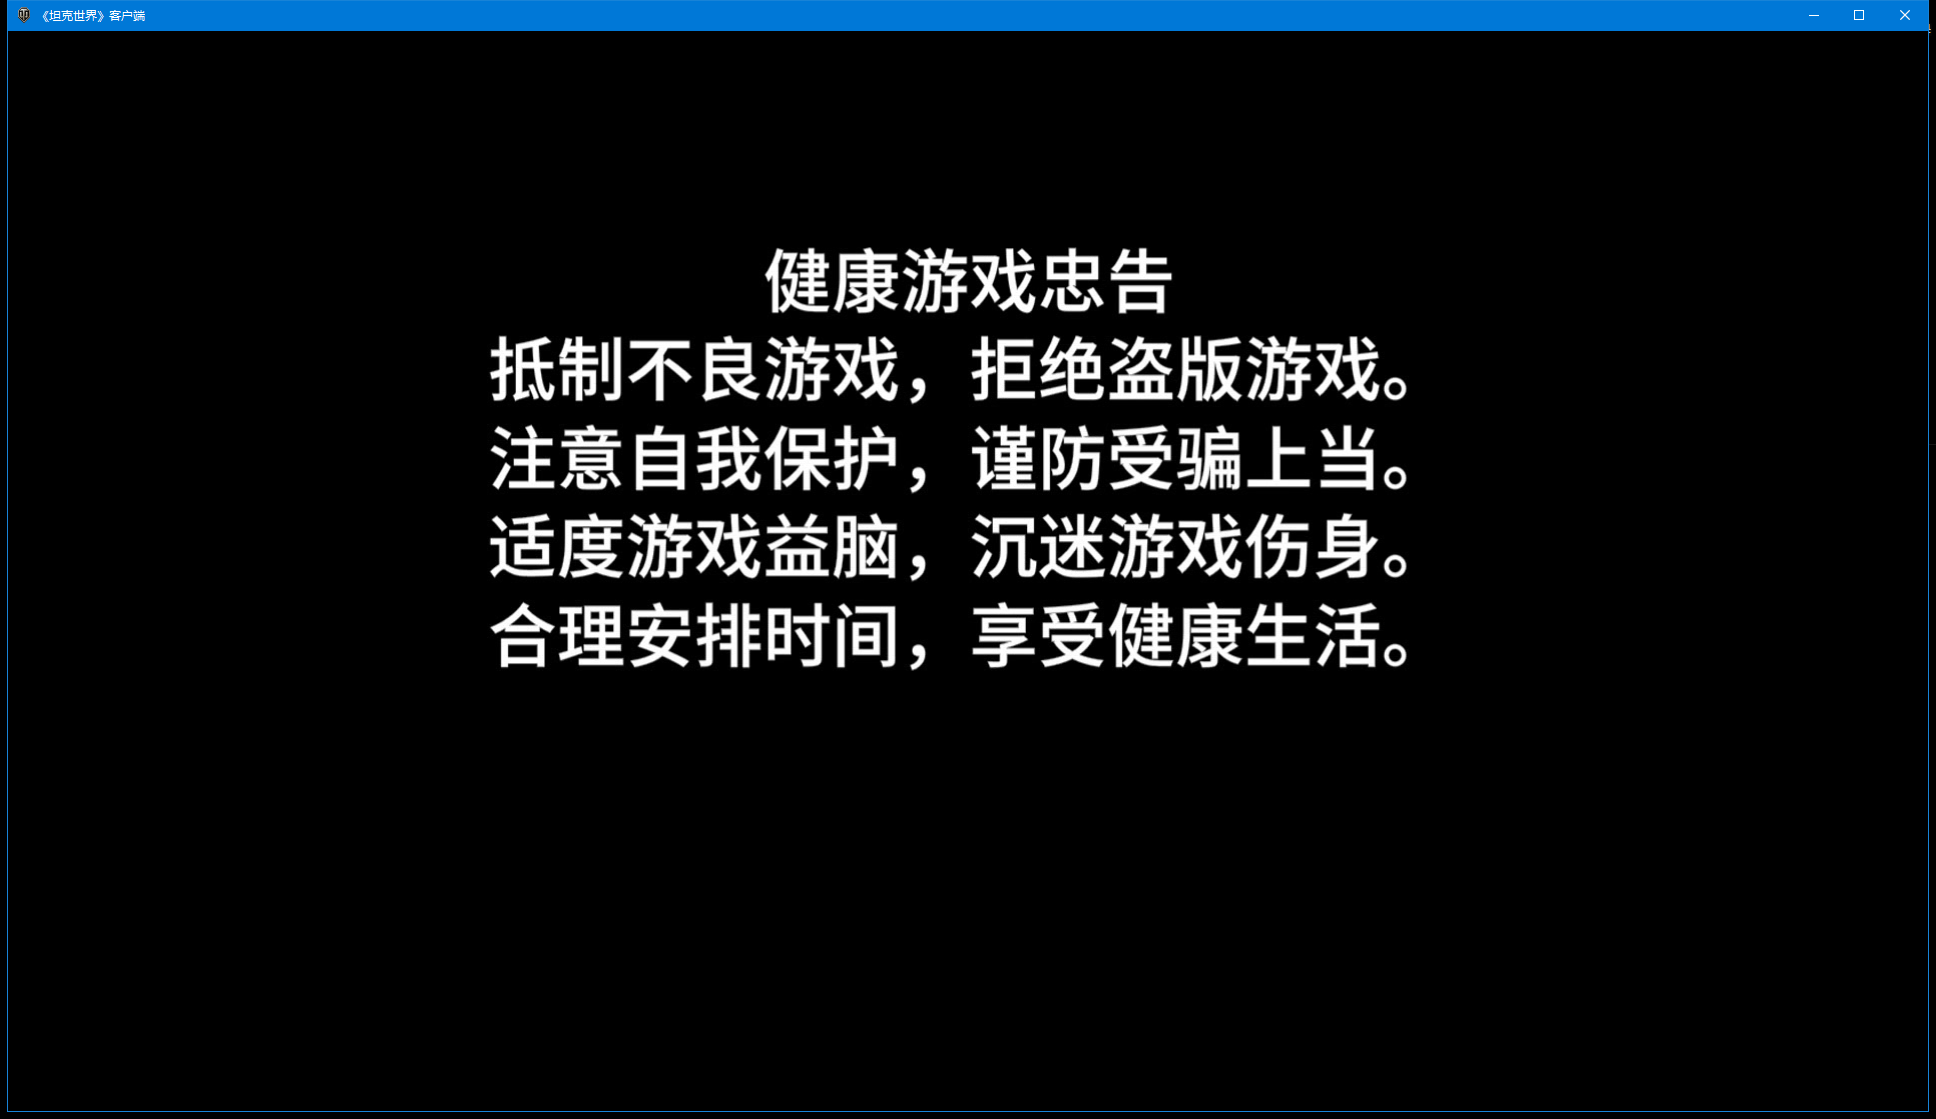 《坦克世界》客户端
健康游戏忠告
抵制不良游戏，拒绝盗版游戏。
注意自我保护，谨防受骗上当。
适度游戏益脑，沉迷游戏伤身。
合理安排时间，享受健康生活。